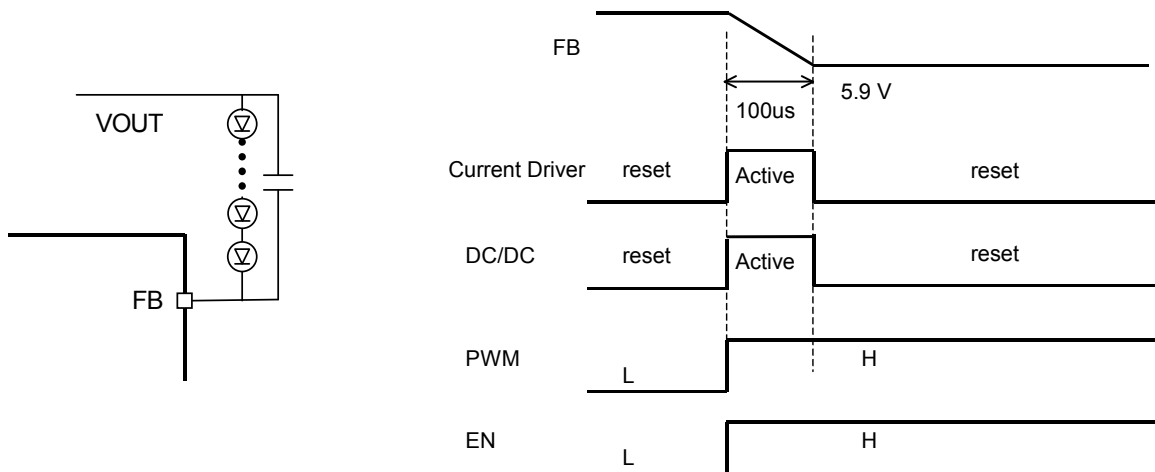 VOUT
FB
FB
100us
5.9 V
Current Driver reset Active reset
DC/DC reset Active reset
PWM L H
EN L H